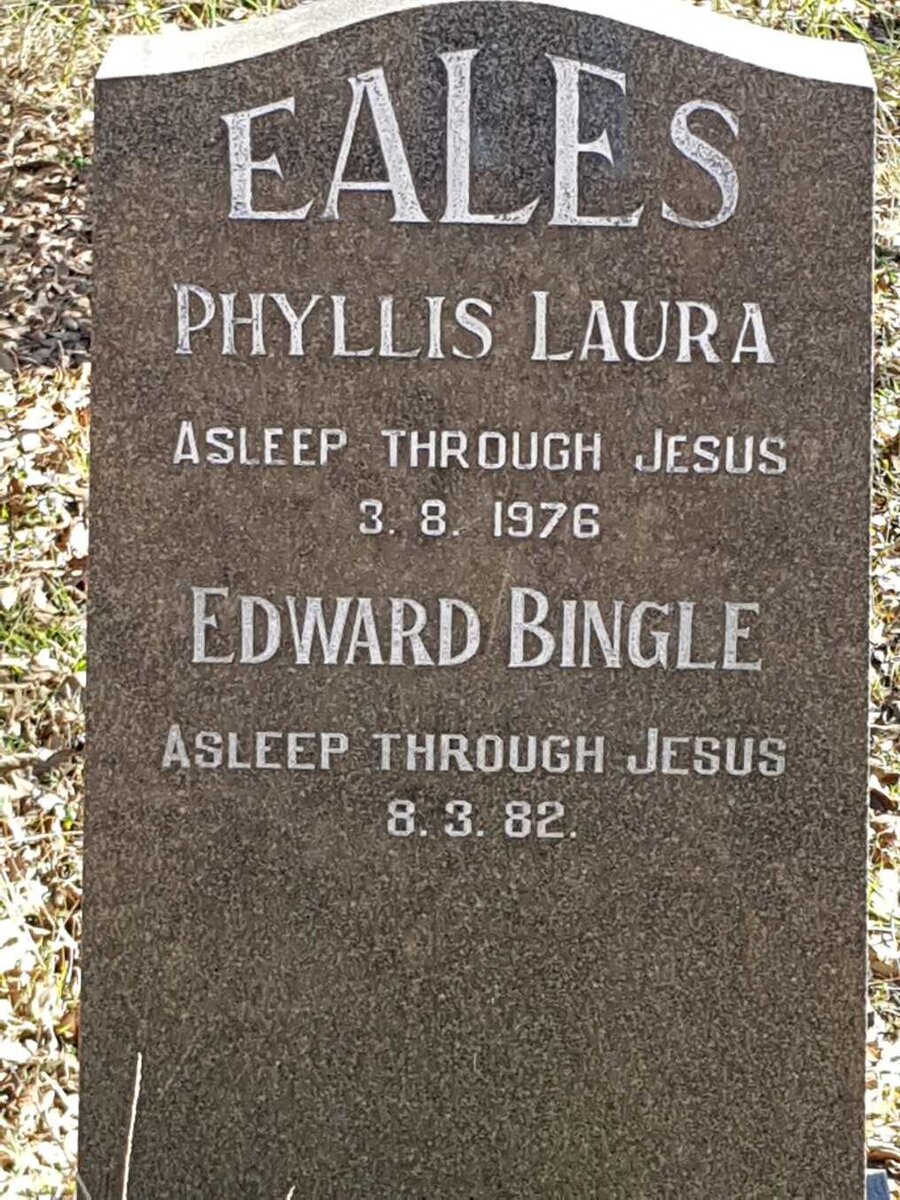 EALES
PHYLLIS LAURA
ASLEEP THROUGH JESUS
3. 8. 1976
EDWARD BINGLE
ASLEEP THROUGH JESUS
8. 3. 82.